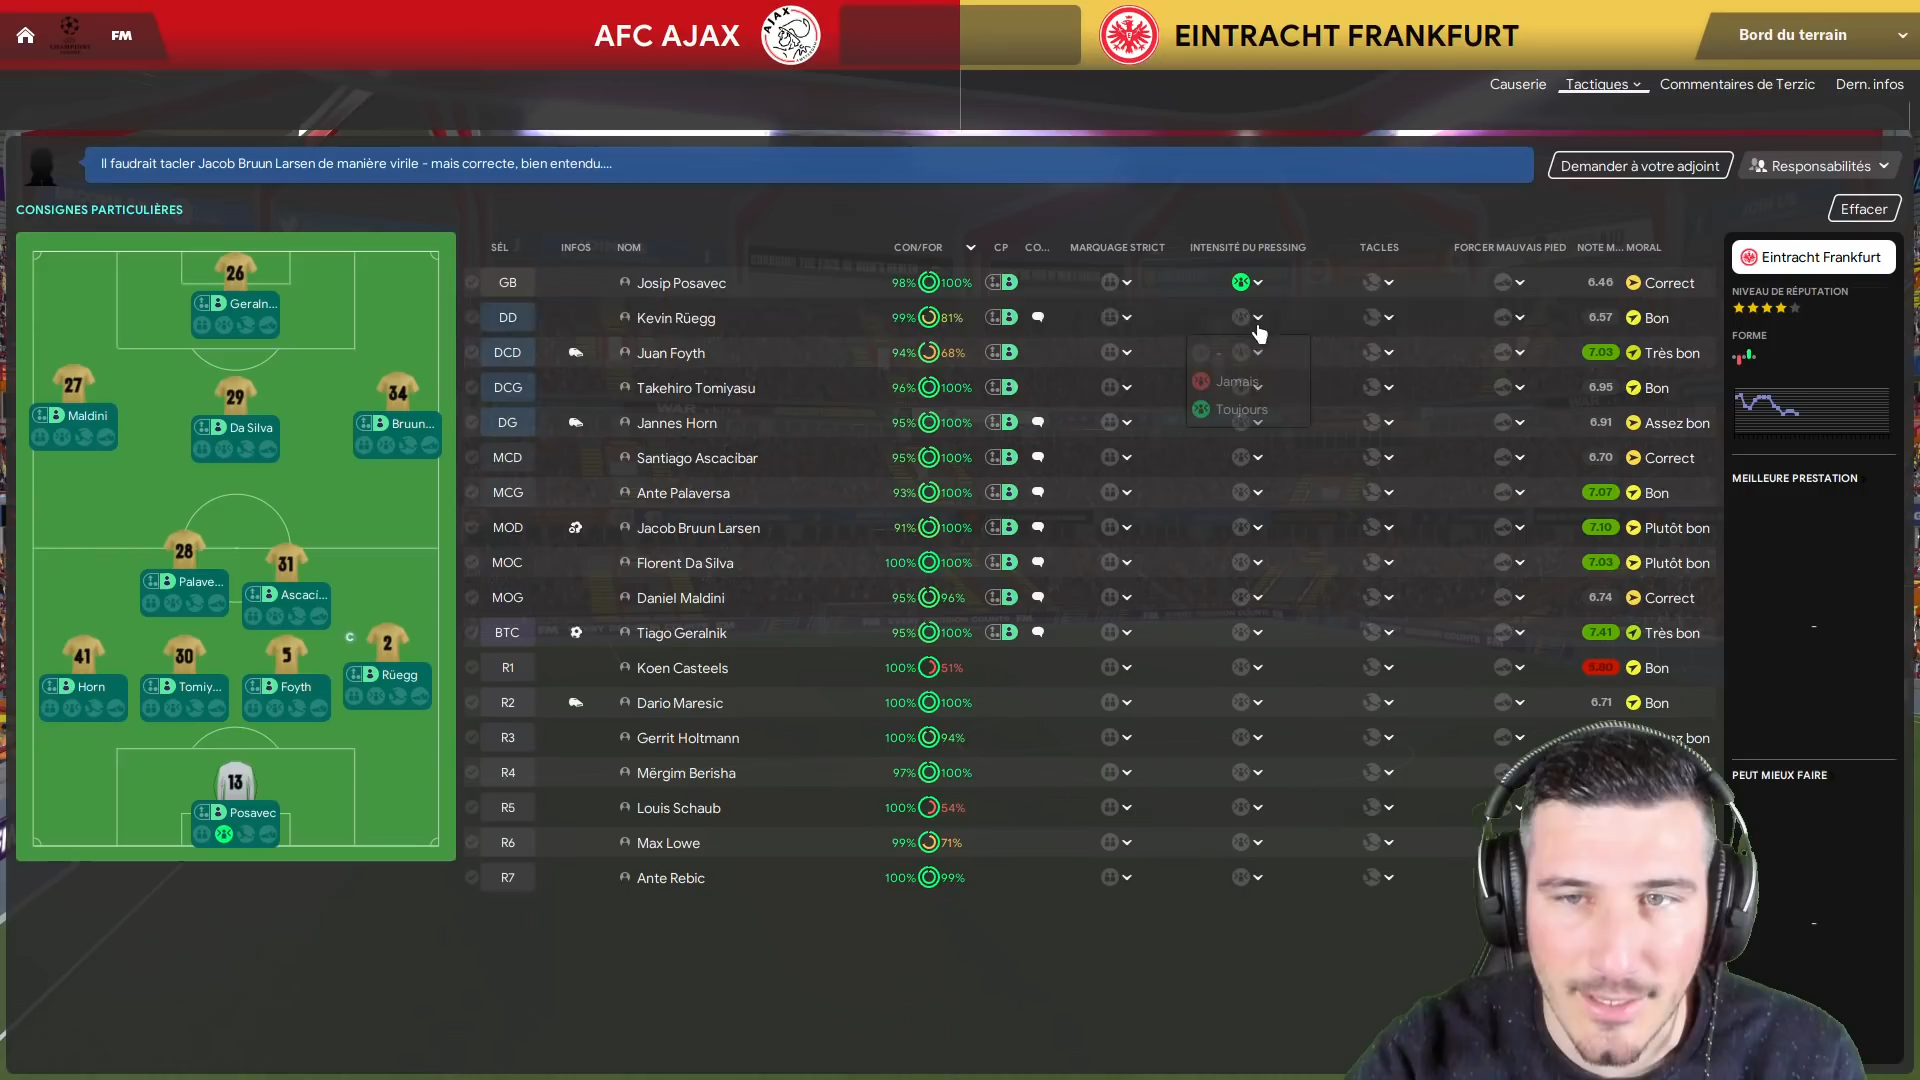 FM
AFC AJAX
EINTRACHT FRANKFURT
Bord du terrain
Causerie Tactiques Commentaires de Terzic Dern. infos
Il faudrait tacler Jacob Bruun Larsen de manière virile - mais correcte, bien entendu....
Demander à votre adjoint
Responsabilités
CONSIGNES PARTICULIÈRES
Effacer
SÉL INFOS NOM CON/FOR CP CO... MARQUAGE STRICT INTENSITÉ DU PRESSING TACLES FORCER MAUVAIS PIED NOTE M... MORAL
GB Josip Posavec 98% 100% 6.46 Correct
DD Kevin Rüegg 99% 81% 6.57 Bon
DCD Juan Foyth 94% 68% 7.03 Très bon
DCG Takehiro Tomiyasu 96% 100% 6.95 Bon
DG Jannes Horn 95% 100% 6.91 Assez bon
MCD Santiago Ascacíbar 95% 100% 6.70 Correct
MCG Ante Palaversa 93% 100% 7.07 Bon
MOD Jacob Bruun Larsen 91% 100% 7.10 Plutôt bon
MOC Florent Da Silva 100% 100% 7.03 Plutôt bon
MOG Daniel Maldini 95% 96% 6.74 Correct
BTC Tiago Geralnik 95% 100% 7.41 Très bon
R1 Koen Casteels 100% 51% 5.80 Bon
R2 Dario Maresic 100% 100% 6.71 Bon
R3 Gerrit Holtmann 100% 94% bon
R4 Mërgim Berisha 97% 100%
R5 Louis Schaub 100% 54%
R6 Max Lowe 99% 71%
R7 Ante Rebic 100% 99%
-
Jamais
Toujours
26
Geraln...
27
Maldini
29
Da Silva
34
Bruun...
28
Palave...
31
Ascací...
41
Horn
30
Tomiy...
5
Foyth
C
2
Rüegg
13
Posavec
Eintracht Frankfurt
NIVEAU DE RÉPUTATION
FORME
MEILLEURE PRESTATION
-
PEUT MIEUX FAIRE
-